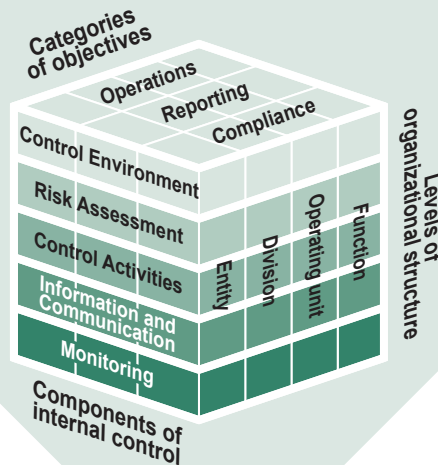 Categories
of objectives
Operations
Reporting
Compliance
Control Environment
Risk Assessment
Control Activities
Information and
Communication
Monitoring
Entity
Division
Operating unit
Function
Levels of
organizational structure
Components of
internal control